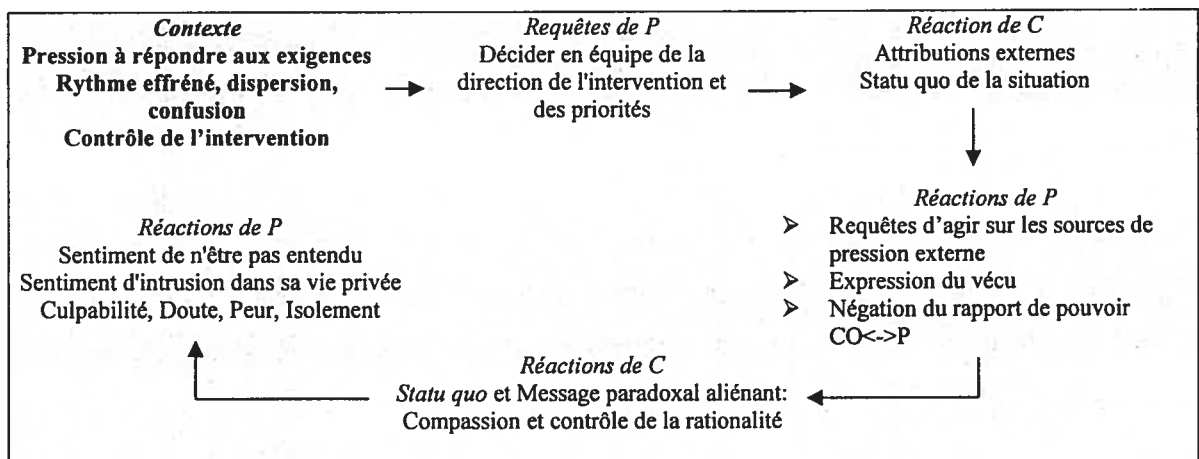 Contexte
Pression à répondre aux exigences
Rythme effréné, dispersion,
confusion
Contrôle de l'intervention
Requêtes de P
Décider en équipe de la
direction de l'intervention et
des priorités
Réaction de C
Attributions externes
Statu quo de la situation
Réactions de P
➢ Requêtes d'agir sur les sources de
pression externe
➢ Expression du vécu
➢ Négation du rapport de pouvoir
CO<->P
Réactions de C
Statu quo et Message paradoxal aliénant:
Compassion et contrôle de la rationalité
Réactions de P
Sentiment de n'être pas entendu
Sentiment d'intrusion dans sa vie privée
Culpabilité, Doute, Peur, Isolement